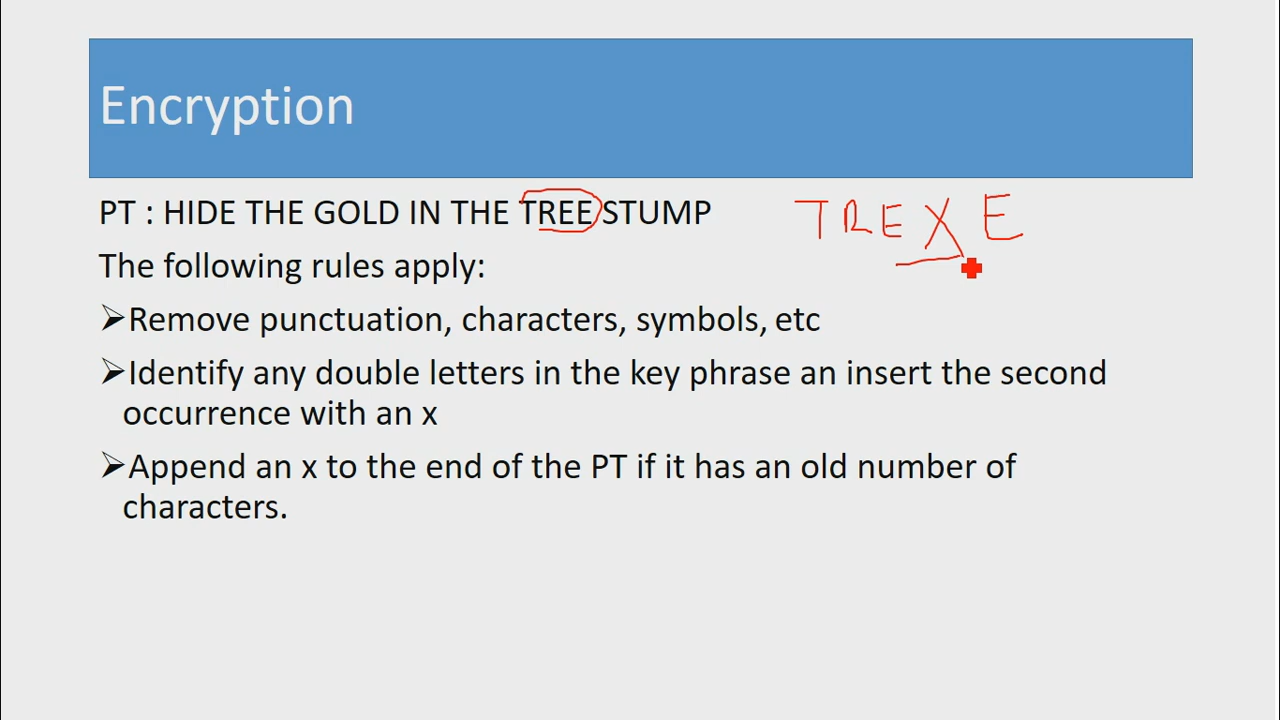 Encryption
PT : HIDE THE GOLD IN THE TREE STUMP TREXE
The following rules apply:
➢Remove punctuation, characters, symbols, etc
➢Identify any double letters in the key phrase an insert the second
occurrence with an x
➢Append an x to the end of the PT if it has an old number of
characters.